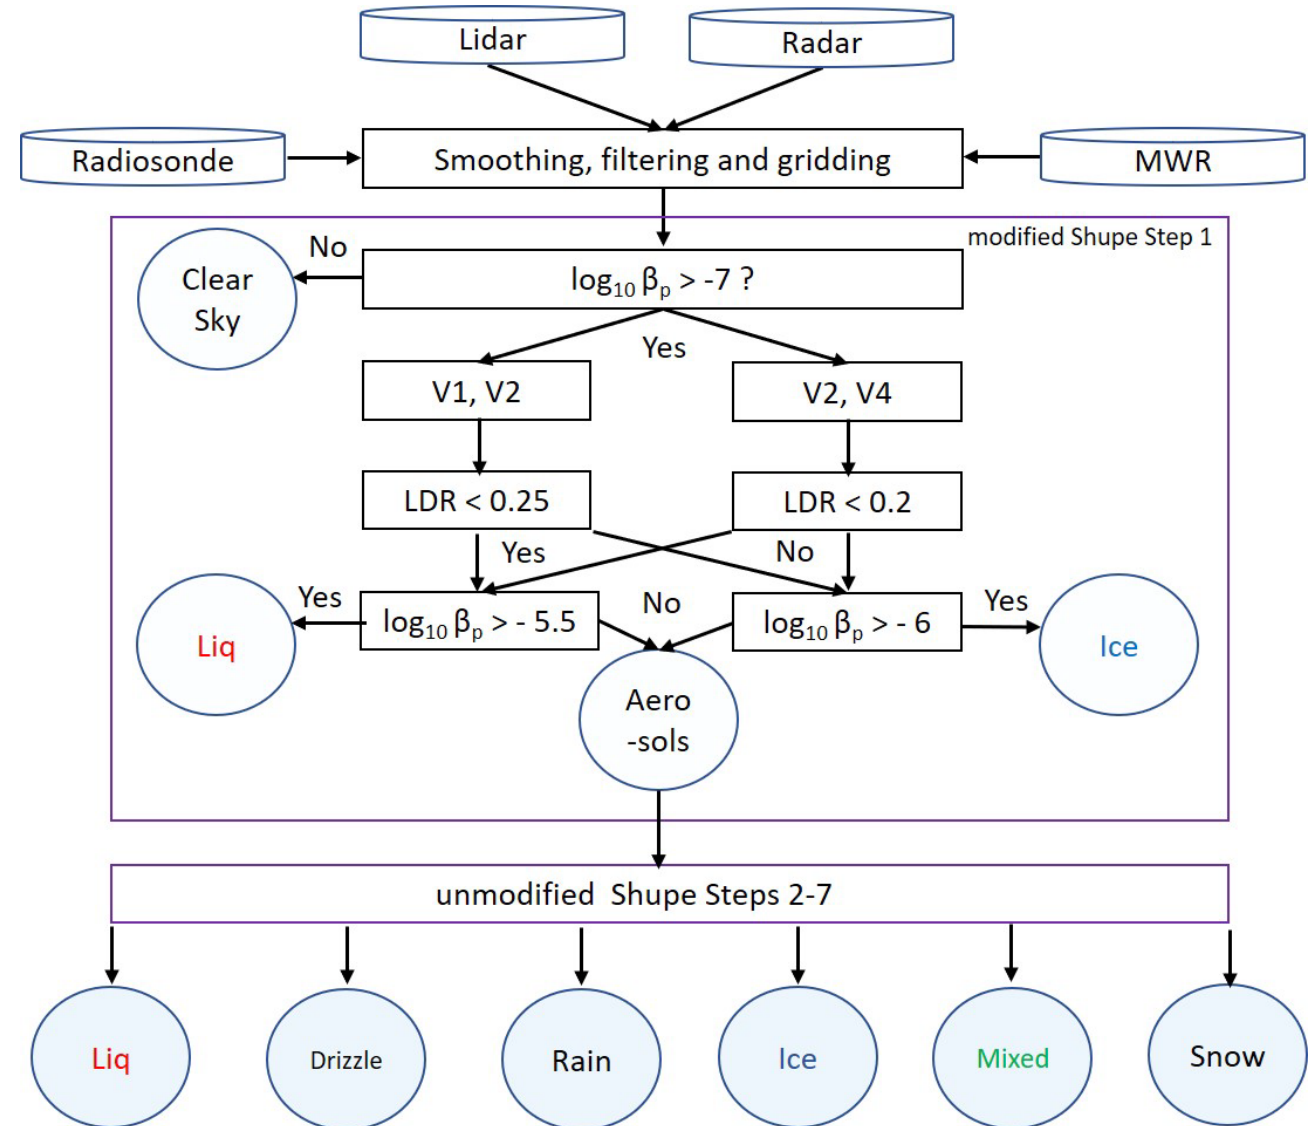 Lidar
Radar
Radiosonde
Smoothing, filtering and gridding
MWR
modified Shupe Step 1
No
Clear
Sky
log₁₀ βₚ > -7 ?
Yes
V1, V2
V2, V4
LDR < 0.25
LDR < 0.2
Yes
No
Yes
log₁₀ βₚ > - 5.5
No
log₁₀ βₚ > - 6
Yes
Liq
Ice
Aero
-sols
unmodified Shupe Steps 2-7
Liq
Drizzle
Rain
Ice
Mixed
Snow